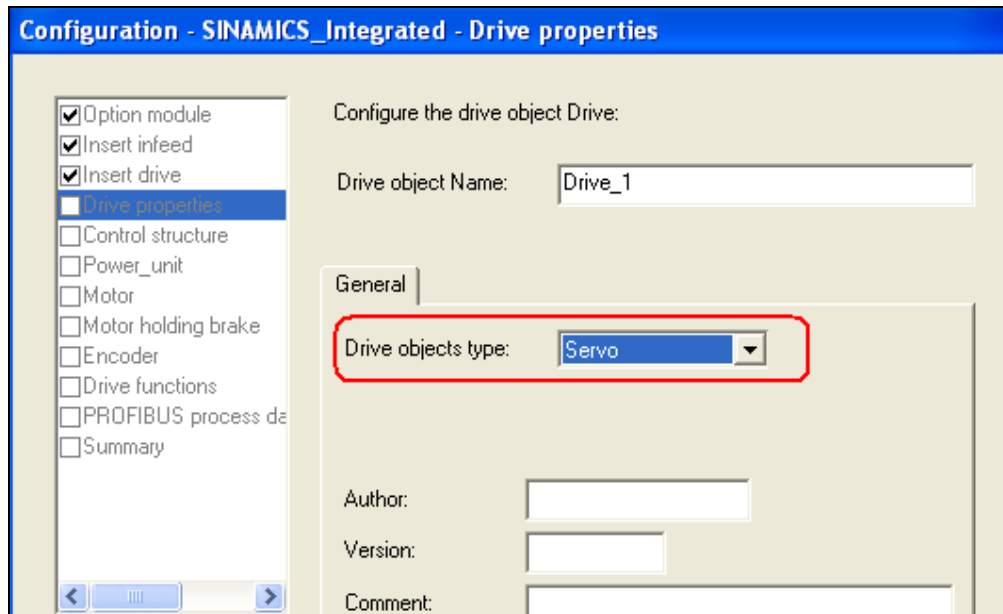 Configuration - SINAMICS_Integrated - Drive properties
Option module
Insert infeed
Insert drive
Drive properties
Control structure
Power_unit
Motor
Motor holding brake
Encoder
Drive functions
PROFIBUS process da
Summary
Configure the drive object Drive:
Drive object Name: Drive_1
General
Drive objects type: Servo
Author:
Version:
Comment: